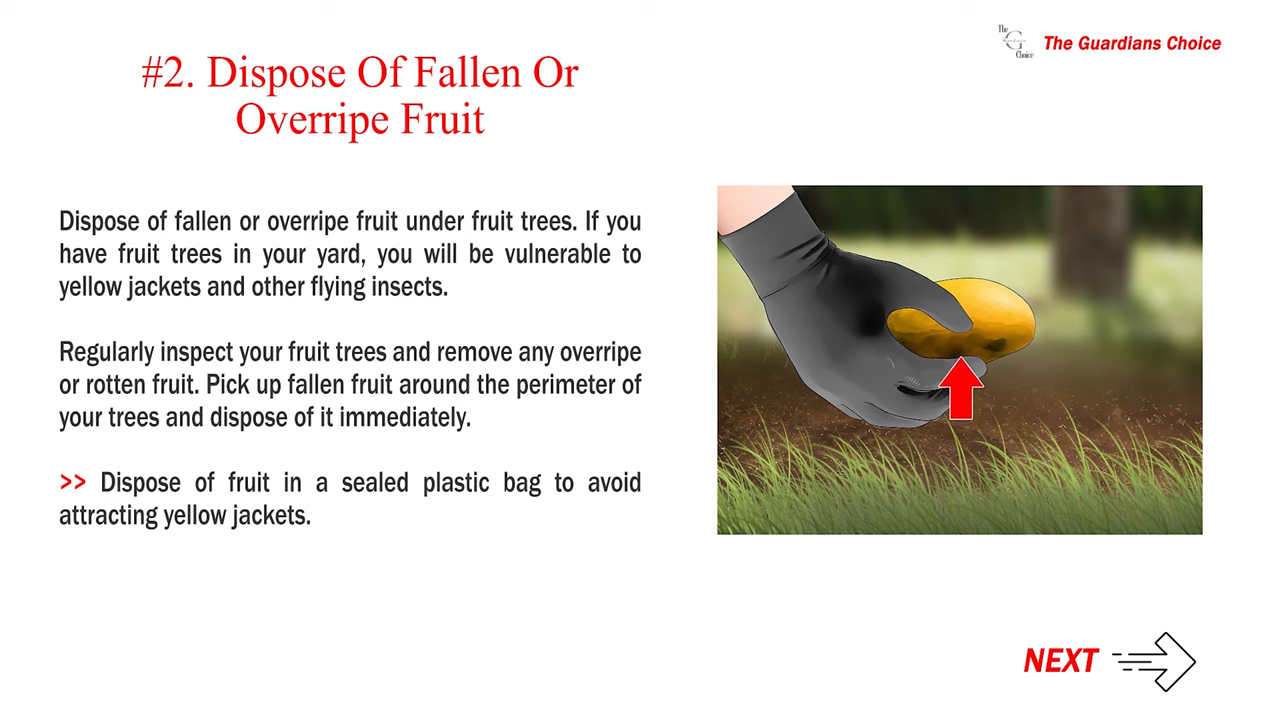 The
G
Choice
The Guardians Choice
#2. Dispose Of Fallen Or
Overripe Fruit
Dispose of fallen or overripe fruit under fruit trees. If you
have fruit trees in your yard, you will be vulnerable to
yellow jackets and other flying insects.
Regularly inspect your fruit trees and remove any overripe
or rotten fruit. Pick up fallen fruit around the perimeter of
your trees and dispose of it immediately.
>> Dispose of fruit in a sealed plastic bag to avoid
attracting yellow jackets.
NEXT